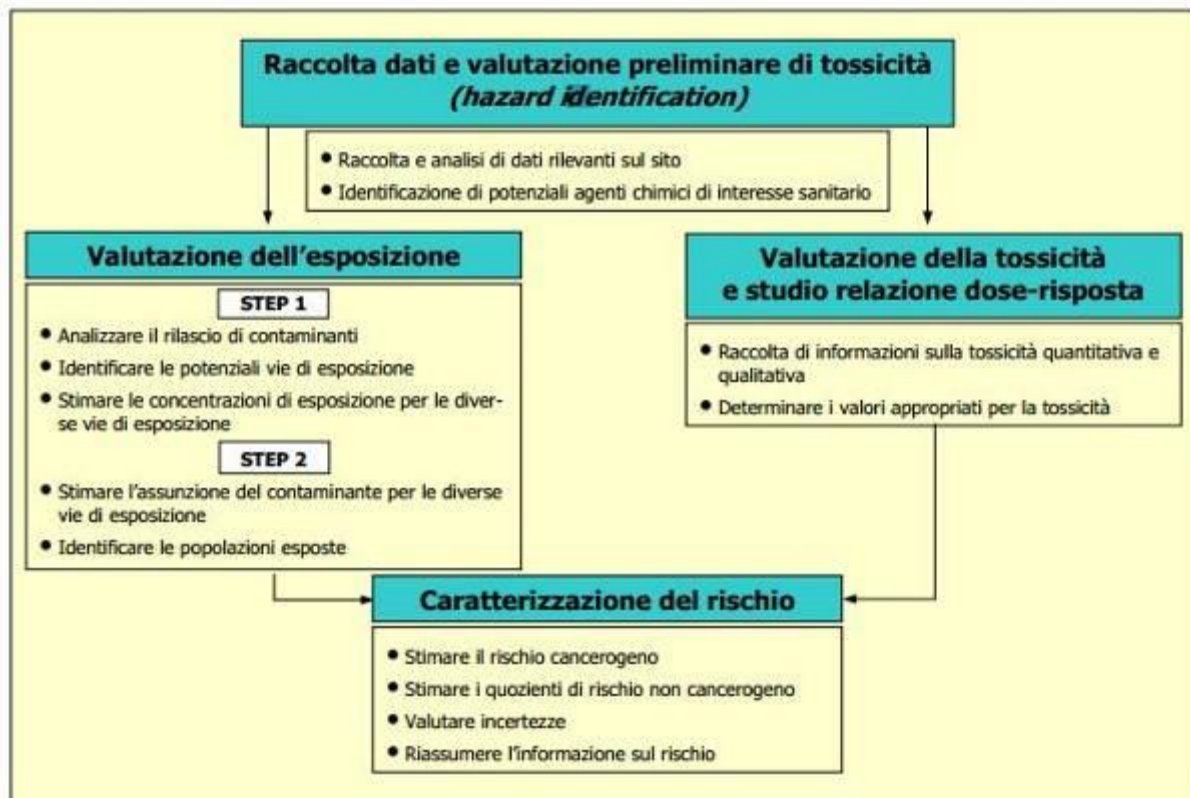 Raccolta dati e valutazione preliminare di tossicità
(hazard identification)
• Raccolta e analisi di dati rilevanti sul sito
• Identificazione di potenziali agenti chimici di interesse sanitario
Valutazione dell'esposizione
STEP 1
• Analizzare il rilascio di contaminanti
• Identificare le potenziali vie di esposizione
• Stimare le concentrazioni di esposizione per le diver-
se vie di esposizione
STEP 2
• Stimare l'assunzione del contaminante per le diverse
vie di esposizione
• Identificare le popolazioni esposte
Valutazione della tossicità
e studio relazione dose-risposta
• Raccolta di informazioni sulla tossicità quantitativa e
qualitativa
• Determinare i valori appropriati per la tossicità
Caratterizzazione del rischio
• Stimare il rischio cancerogeno
• Stimare i quozienti di rischio non cancerogeno
• Valutare incertezze
• Riassumere l'informazione sul rischio